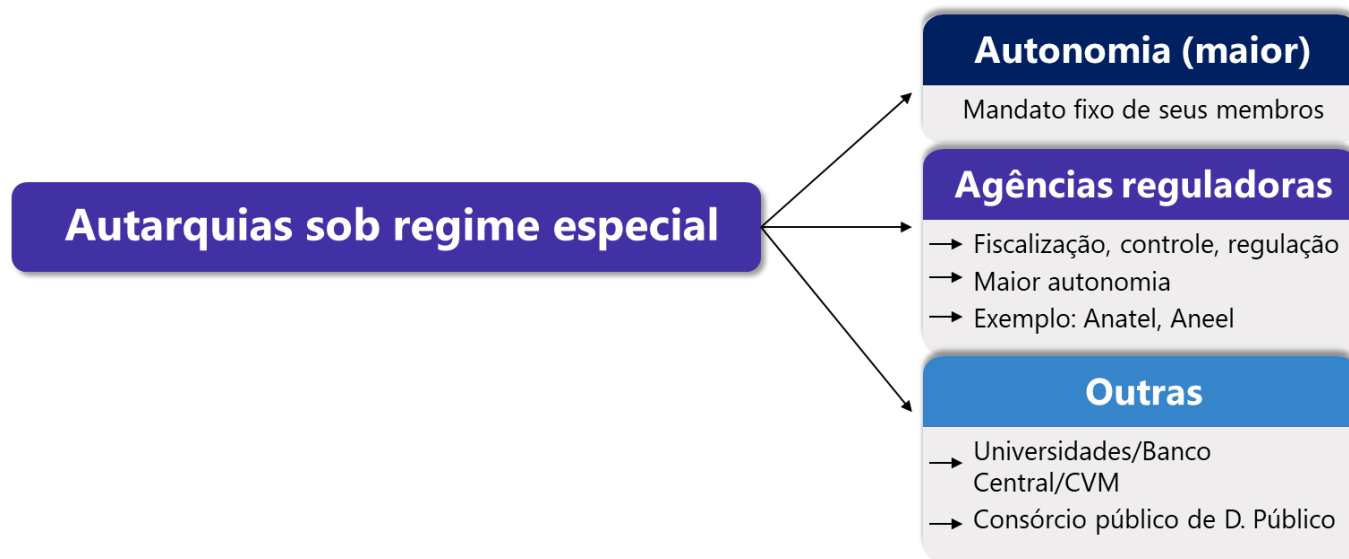 Autarquias sob regime especial
Autonomia (maior)
Mandato fixo de seus membros
Agências reguladoras
Fiscalização, controle, regulação
Maior autonomia
Exemplo: Anatel, Aneel
Outras
Universidades/Banco
Central/CVM
Consórcio público de D. Público